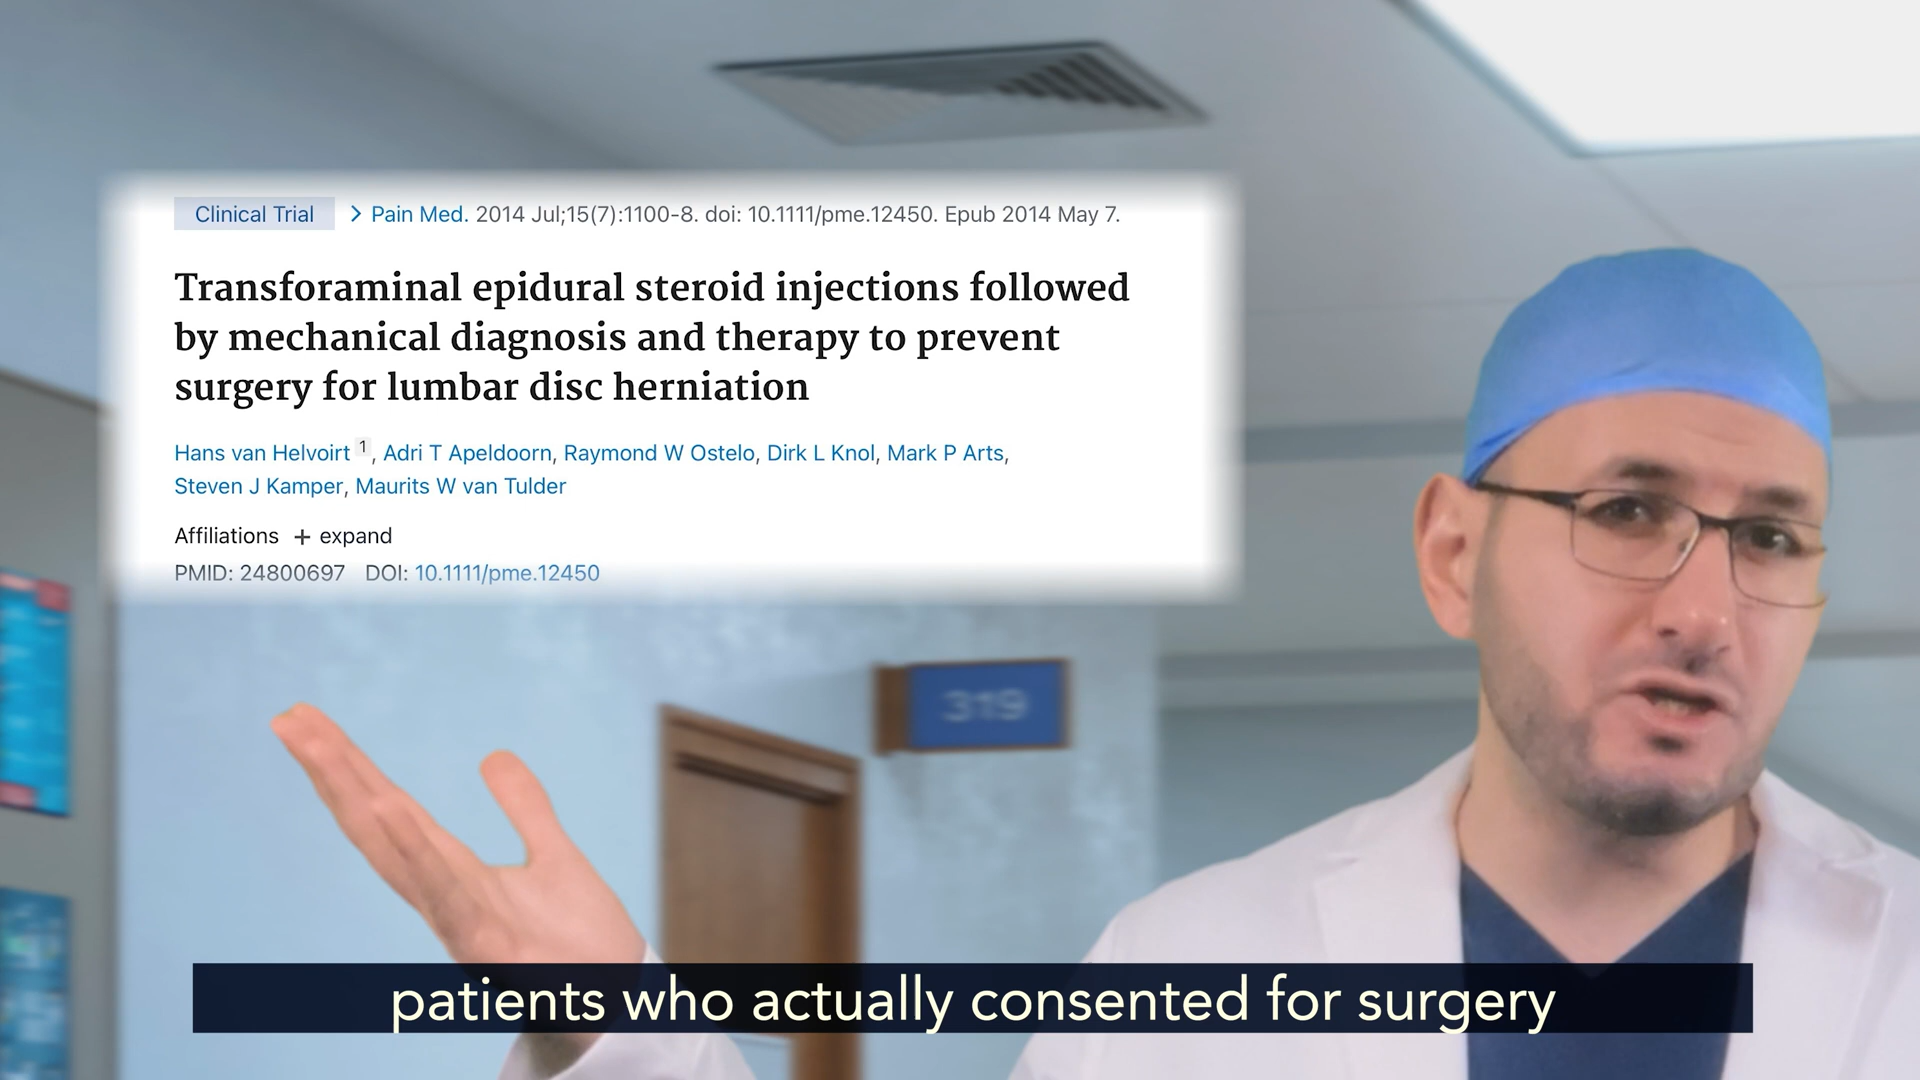 Clinical Trial > Pain Med. 2014 Jul;15(7):1100-8. doi: 10.1111/pme.12450. Epub 2014 May 7.
Transforaminal epidural steroid injections followed
by mechanical diagnosis and therapy to prevent
surgery for lumbar disc herniation
Hans van Helvoirt 1, Adri T Apeldoorn, Raymond W Ostelo, Dirk L Knol, Mark P Arts,
Steven J Kamper, Maurits W van Tulder
Affiliations + expand
PMID: 24800697 DOI: 10.1111/pme.12450
319
patients who actually consented for surgery